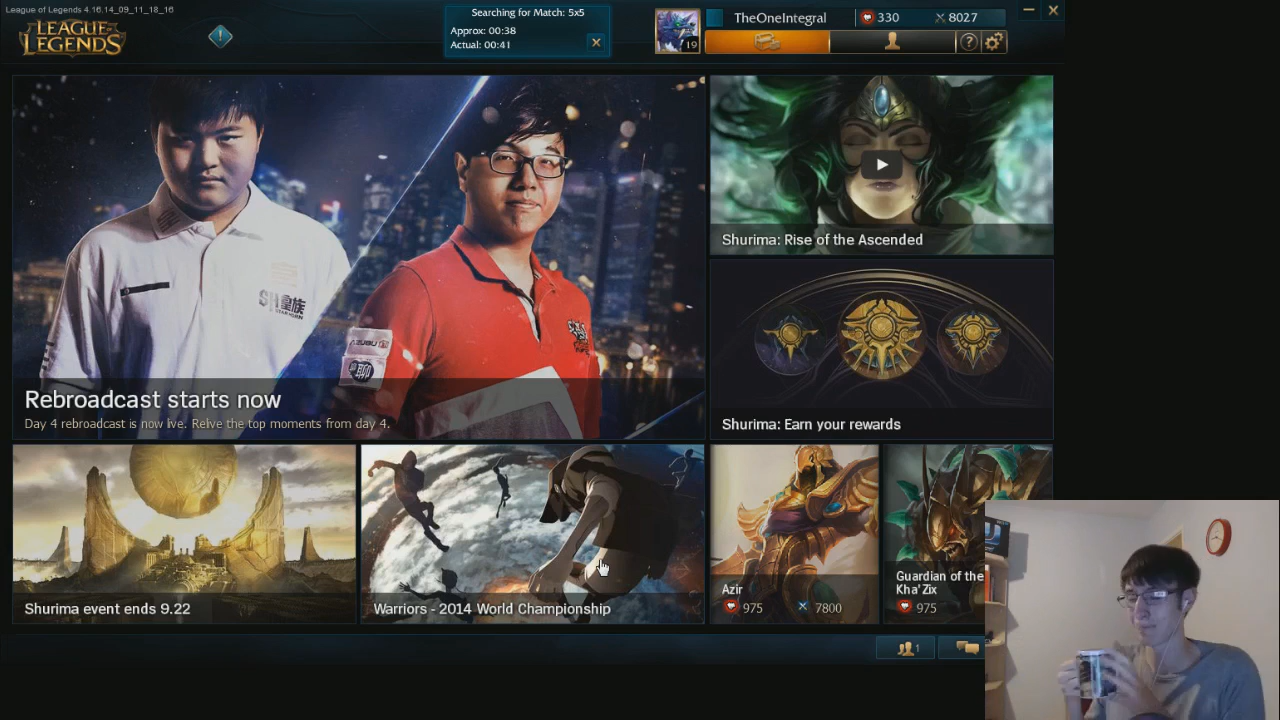 League of Legends 4.16.14_09_11_18_16
LEAGUE OF LEGENDS
Searching for Match: 5x5
Approx: 00:38
Actual: 00:41
19
TheOneIntegral
330
8027
Shurima: Rise of the Ascended
Rebroadcast starts now
Day 4 rebroadcast is now live. Relive the top moments from day 4.
Shurima: Earn your rewards
Shurima event ends 9.22
Warriors - 2014 World Championship
Azir
975
7800
Guardian of the
Kha'Zix
975
1